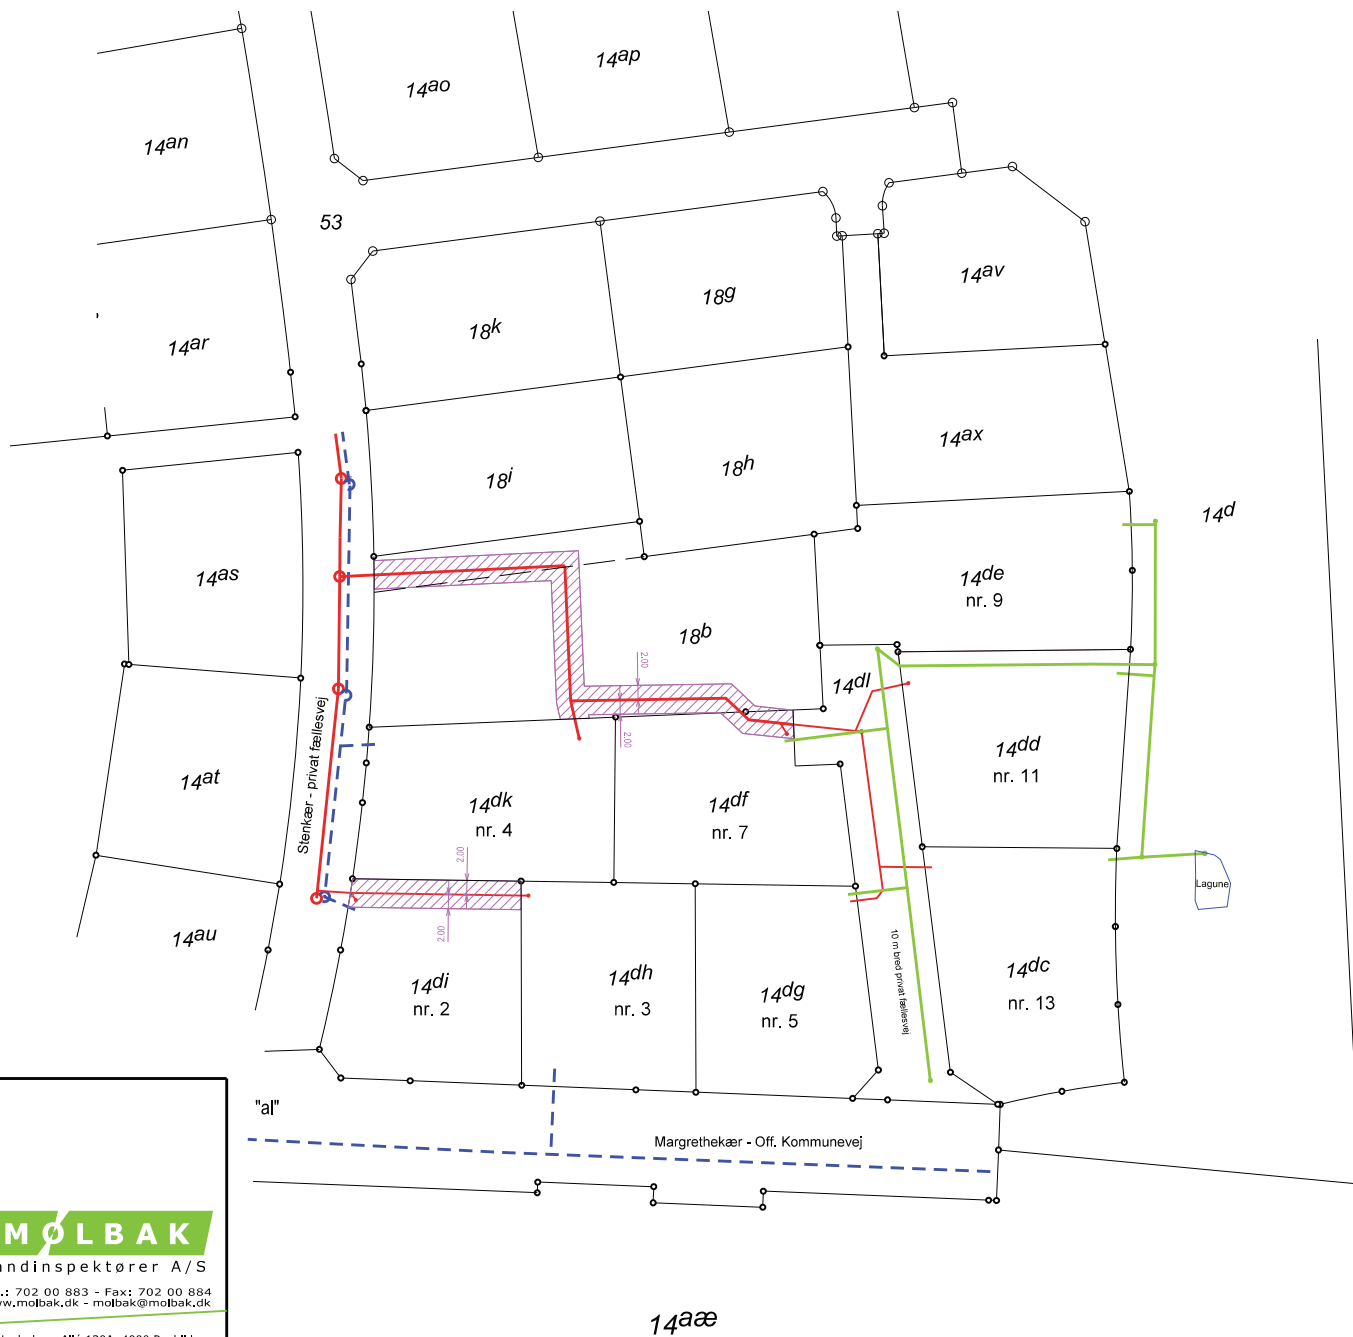 14ap
14ao
14an
53
14av
18g
18k
14ar
14ax
18h
18i
14d
14as
14de
nr. 9
18b
2.00
14dl
2.00
Stenkær - privat fællesvej
14dd
nr. 11
14at
14dk
nr. 4
14df
nr. 7
2.00
Lagune
14au
2.00
10 m bred privat fællesvej
14di
nr. 2
14dh
nr. 3
14dg
nr. 5
14dc
nr. 13
"al"
Margrethekær - Off. Kommunevej
MØLBAK
ndinspektører A/S
.: 702 00 883 - Fax: 702 00 884
w.molbak.dk - molbak@molbak.dk
14aæ